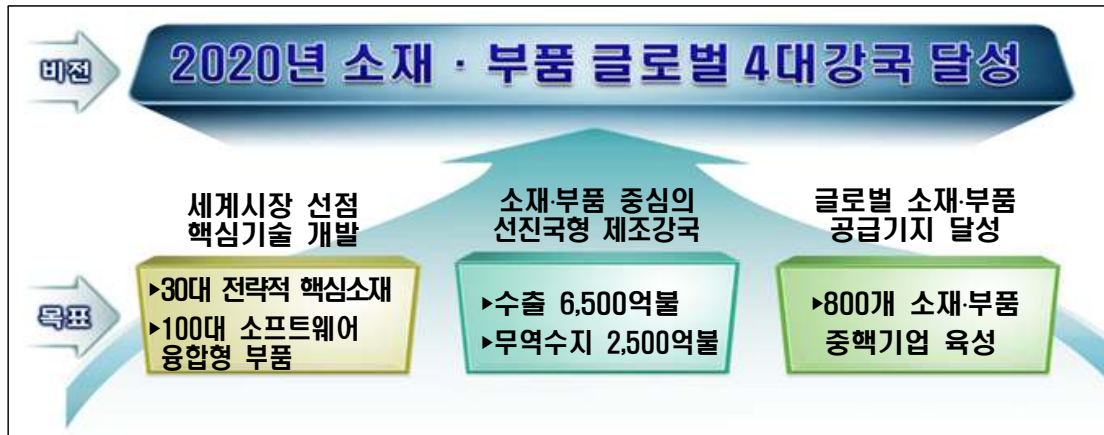 비전
2020년 소재 · 부품 글로벌 4대강국 달성
세계시장 선점
핵심기술 개발
소재·부품 중심의
선진국형 제조강국
글로벌 소재·부품
공급기지 달성
목표
▸30대 전략적 핵심소재
▸100대 소프트웨어
융합형 부품
▸수출 6,500억불
▸무역수지 2,500억불
▸800개 소재·부품
중핵기업 육성